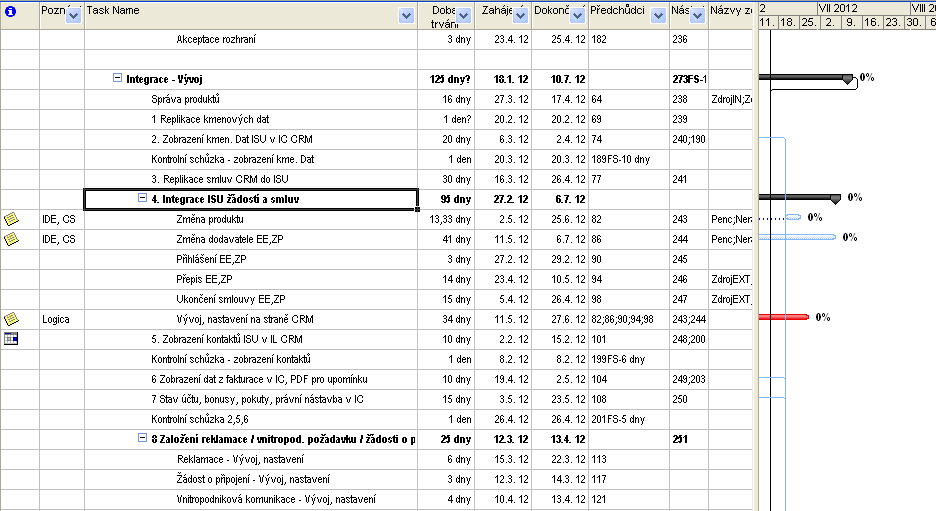 Pozn Task Name Doba trvání Zaháje Dokonč Předchůdci Nás Názvy z 2 VII 2012 VIII 20
11. 18. 25. 2. 9. 16. 23. 30. 6
Akceptace rozhraní 3 dny 23.4. 12 25.4. 12 182 236
Integrace - Vývoj 125 dny? 18.1. 12 10.7. 12 273FS-1 0%
Správa produktů 16 dny 27.3. 12 17.4. 12 64 238 ZdrojIN;Z
1 Replikace kmenových dat 1 den? 20.2. 12 20.2. 12 69 239
2. Zobrazení kmen. Dat ISU v IC CRM 20 dny 6.3. 12 2.4. 12 74 240;190
Kontrolní schůzka - zobrazení kme. Dat 1 den 20.3. 12 20.3. 12 189FS-10 dny
3. Replikace smluv CRM do ISU 30 dny 16.3. 12 26.4. 12 77 241
4. Integrace ISU žádostí a smluv 95 dny 27.2. 12 6.7. 12 0%
IDE, CS Změna produktu 13,33 dny 2.5. 12 25.6. 12 82 243 Penc;Ner 0%
IDE, CS Změna dodavatele EE,ZP 41 dny 11.5. 12 6.7. 12 86 244 Penc;Ner 0%
Přihlášení EE,ZP 3 dny 27.2. 12 29.2. 12 90 245
Přepis EE,ZP 14 dny 23.4. 12 10.5. 12 94 246 ZdrojEXT
Ukončení smlouvy EE,ZP 15 dny 5.4. 12 26.4. 12 98 247 ZdrojEXT
Logica Vývoj, nastavení na straně CRM 34 dny 11.5. 12 27.6. 12 82;86;90;94;98 243;244 0%
5. Zobrazení kontaktů ISU v IL CRM 10 dny 2.2. 12 15.2. 12 101 248;200
Kontrolní schůzka - zobrazení kontaktů 1 den 8.2. 12 8.2. 12 199FS-6 dny
6 Zobrazení dat z fakturace v IC, PDF pro upomínku 10 dny 19.4. 12 2.5. 12 104 249;203
7 Stav účtu, bonusy, pokuty, právní nástavba v IC 15 dny 3.5. 12 23.5. 12 108 250
Kontrolní schůzka 2,5,6 1 den 26.4. 12 26.4. 12 201FS-5 dny
8 Založení reklamace / vnitropod. požadavku / žádosti o p 25 dny 12.3. 12 13.4. 12 251
Reklamace - Vývoj, nastavení 6 dny 15.3. 12 22.3. 12 113
Žádost o připojení - Vývoj, nastavení 3 dny 12.3. 12 14.3. 12 117
Vnitropodniková komunikace - Vývoj, nastavení 4 dny 10.4. 12 13.4. 12 121